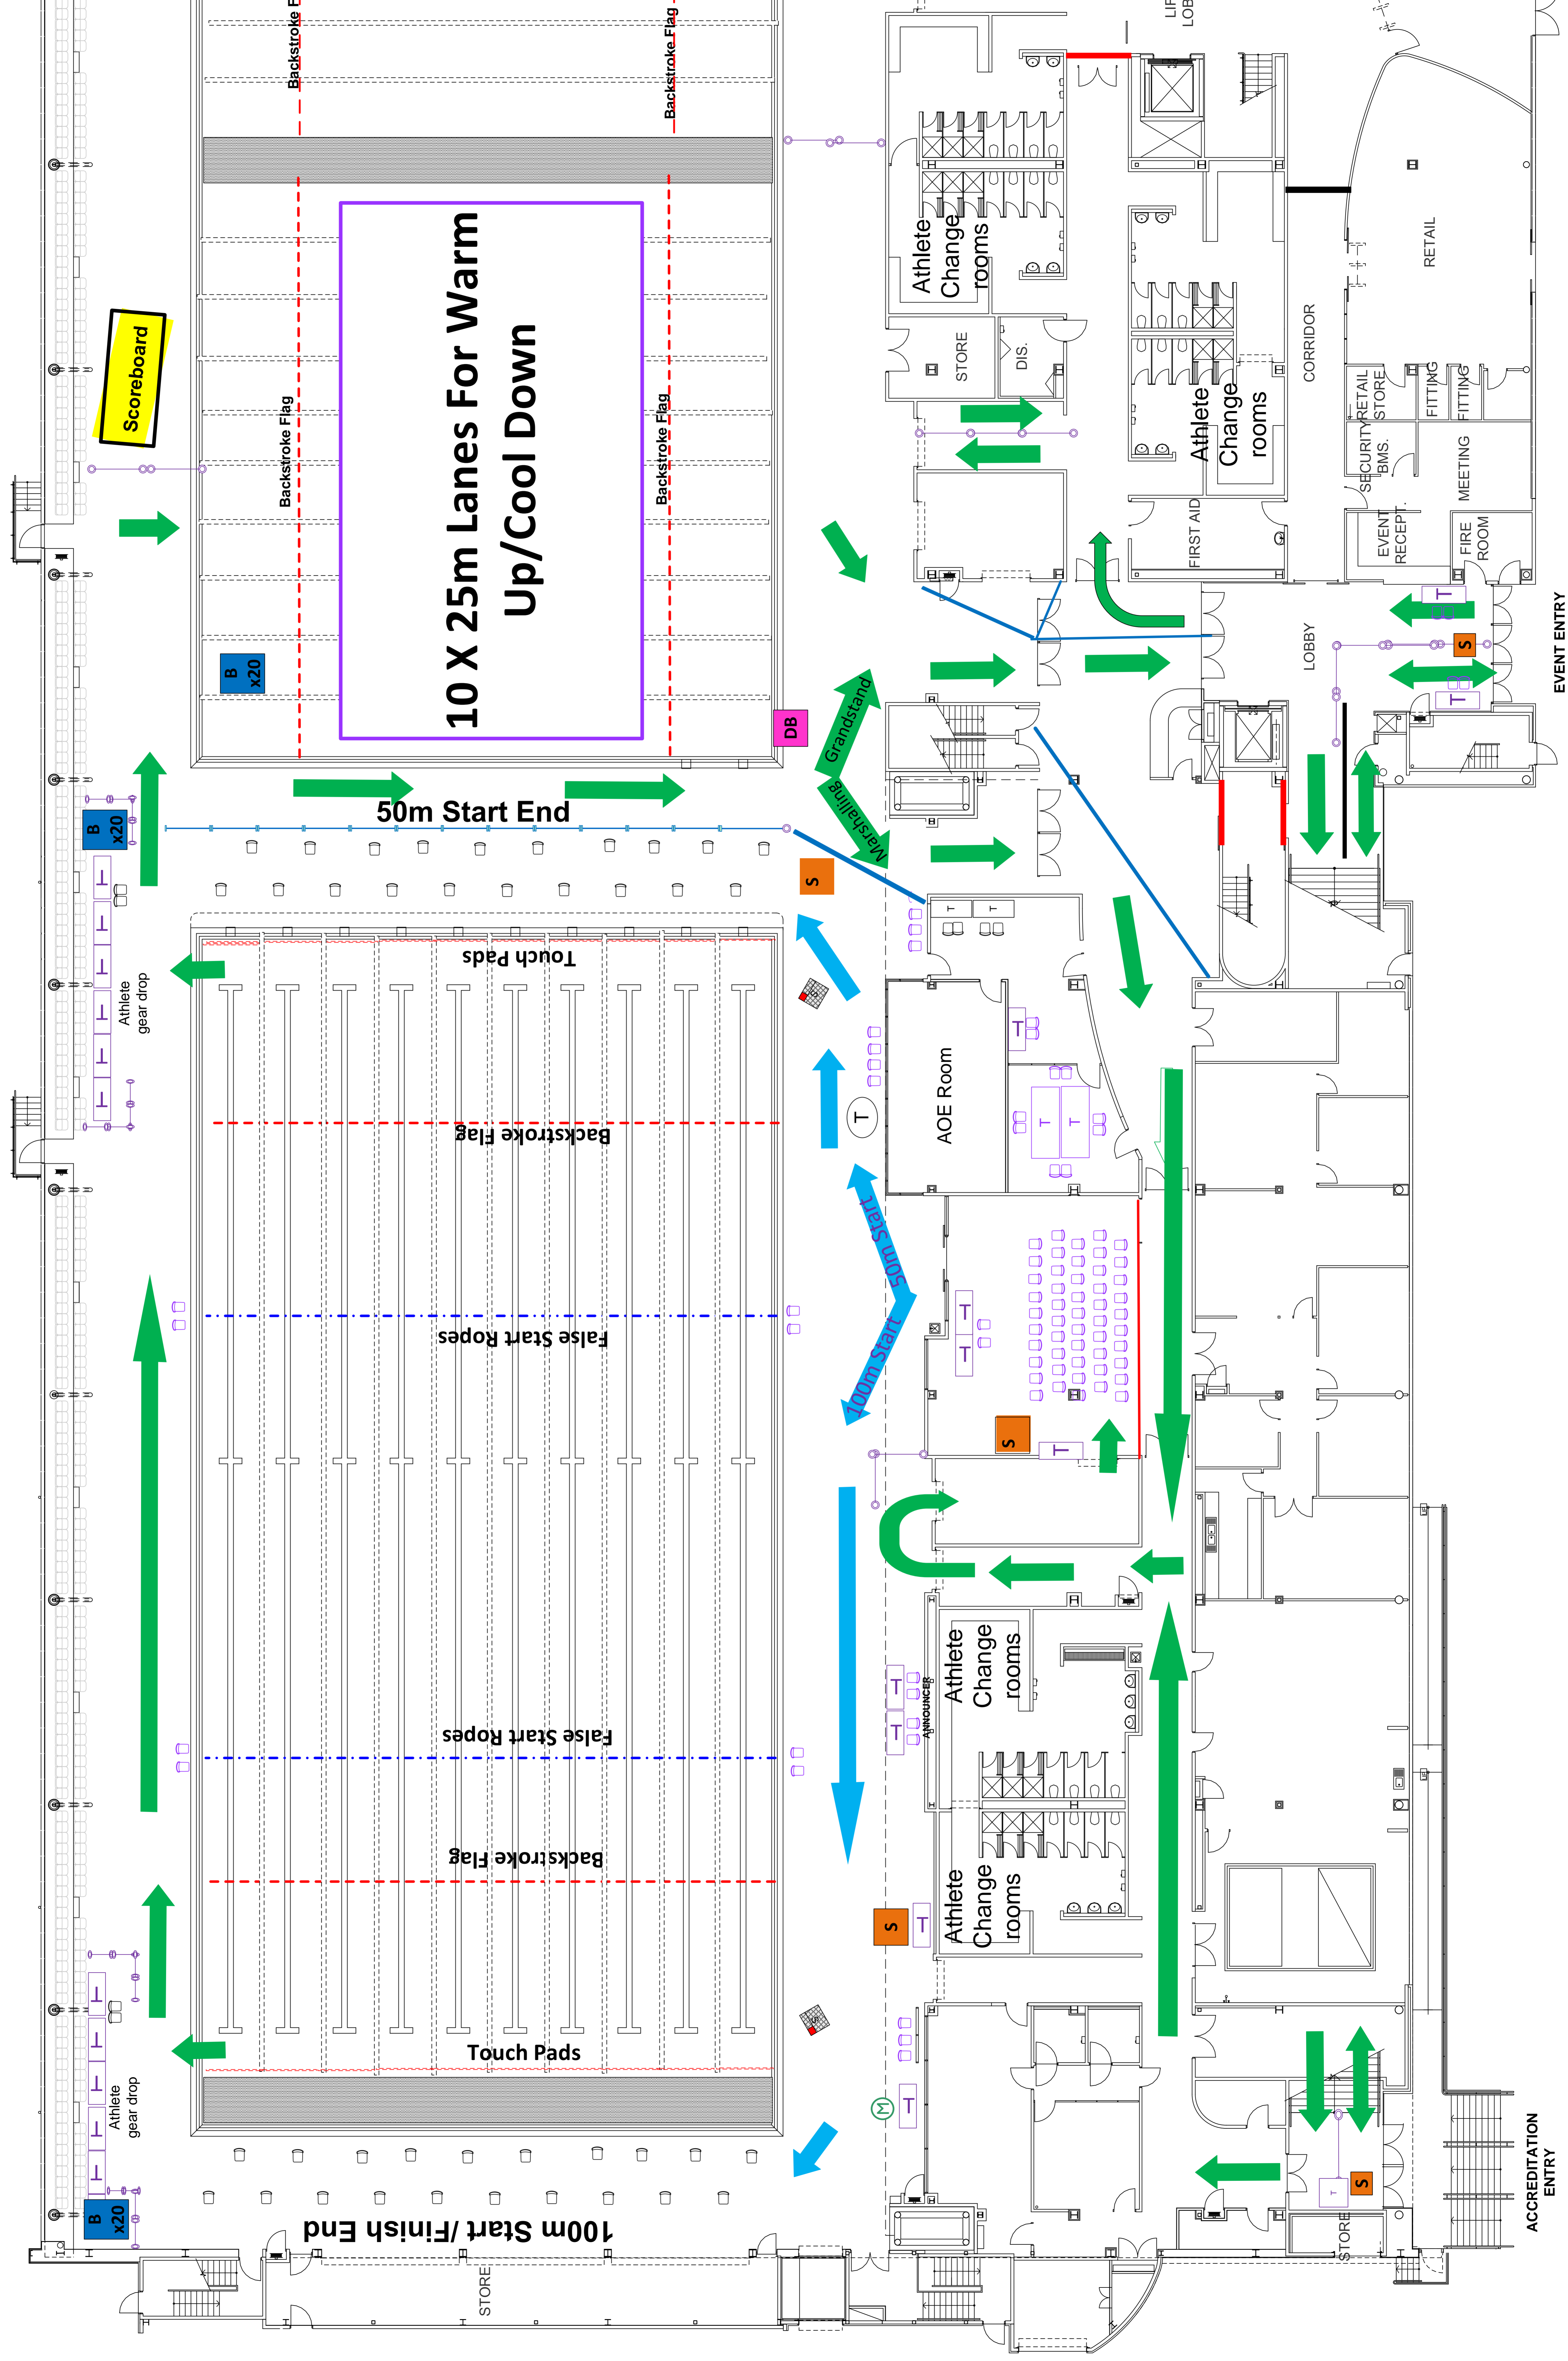 Backstroke F
Backstroke Flag
LIF
LOB
Scoreboard
10 X 25m Lanes For Warm
Up/Cool Down
Backstroke Flag
Backstroke Flag
Athlete
Change
rooms
STORE
DIS.
Athlete
Change
rooms
CORRIDOR
RETAIL
RETAIL
STORE
FITTING
FITTING
SECURITY
BMS.
MEETING
EVENT
RECEPT.
FIRE
ROOM
FIRST AID
LOBBY
EVENT ENTRY
T
S
T
B
x20
DB
Grandstand
Marshalling
50m Start End
B
x20
S
T
T
T
T
T
T
T
T
Athlete
gear drop
Touch Pads
S
AOE Room
T
T
T
T
Backstroke Flag
50m Start
100m Start
False Start Ropes
T
T
S
T
False Start Ropes
T
T
ANNOUNCER
Athlete
Change
rooms
Backstroke Flag
Athlete
Change
rooms
S
T
S
T
T
T
T
T
Athlete
gear drop
Touch Pads
M
T
B
x20
100m Start/Finish End
T
S
STORE
STORE
ACCREDITATION
ENTRY